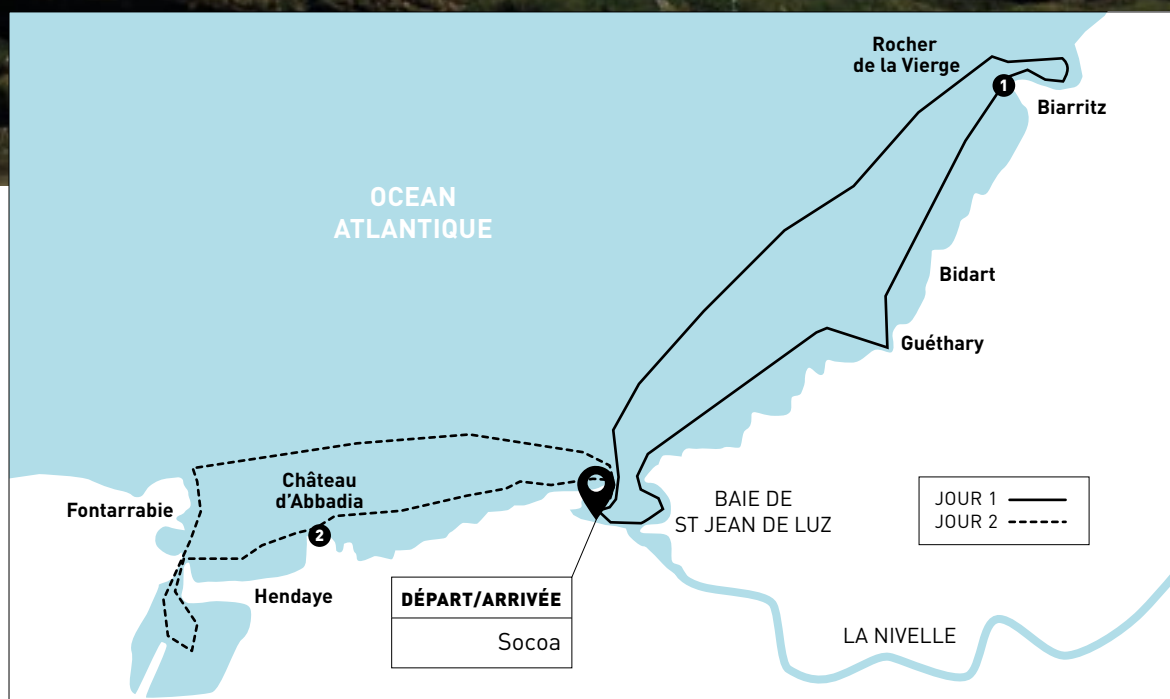 Rocher
de la Vierge
1
Biarritz
OCEAN
ATLANTIQUE
Bidart
Guéthary
Château
d'Abbadia
Fontarrabie
2
Hendaye
BAIE DE
ST JEAN DE LUZ
JOUR 1
JOUR 2
DÉPART/ARRIVÉE
Socoa
LA NIVELLE